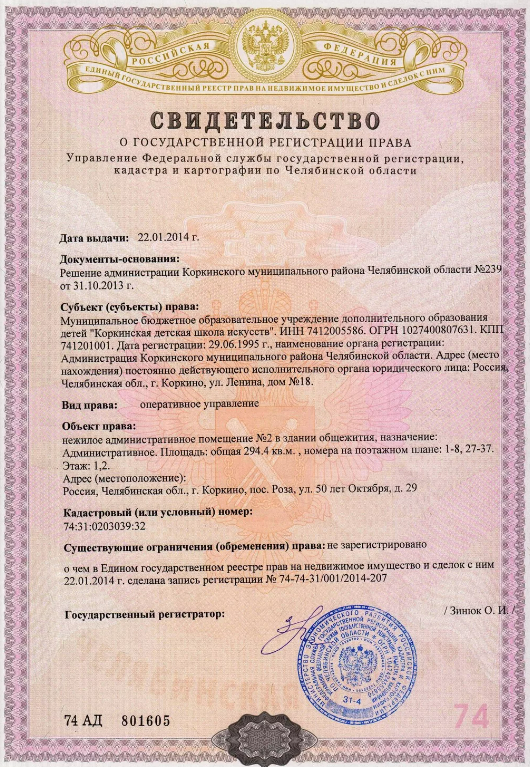 РОССИЙСКАЯ ФЕДЕРАЦИЯ
ЕДИНЫЙ ГОСУДАРСТВЕННЫЙ РЕЕСТР ПРАВ НА НЕДВИЖИМОЕ ИМУЩЕСТВО И СДЕЛОК С НИМ
СВИДЕТЕЛЬСТВО
О ГОСУДАРСТВЕННОЙ РЕГИСТРАЦИИ ПРАВА
Управление Федеральной службы государственной регистрации,
кадастра и картографии по Челябинской области
Дата выдачи: 22.01.2014 г.
Документы-основания:
Решение администрации Коркинского муниципального района Челябинской области №239
от 31.10.2013 г.
Субъект (субъекты) права:
Муниципальное бюджетное образовательное учреждение дополнительного образования
детей "Коркинская детская школа искусств". ИНН 7412005586. ОГРН 1027400807631. КПП
741201001. Дата регистрации: 29.06.1995 г., наименование органа регистрации:
Администрация Коркинского муниципального района Челябинской области. Адрес (место
нахождения) постоянно действующего исполнительного органа юридического лица: Россия,
Челябинская обл., г. Коркино, ул. Ленина, дом №18.
Вид права: оперативное управление
Объект права:
нежилое административное помещение №2 в здании общежития, назначение:
Административное. Площадь: общая 294.4 кв.м. , номера на поэтажном плане: 1-8, 27-37.
Этаж: 1,2.
Адрес (местоположение):
Россия, Челябинская обл., г. Коркино, пос. Роза, ул. 50 лет Октября, д. 29
Кадастровый (или условный) номер:
74:31:0203039:32
Существующие ограничения (обременения) права: не зарегистрировано
о чем в Едином государственном реестре прав на недвижимое имущество и сделок с ним
22.01.2014 г. сделана запись регистрации № 74-74-31/001/2014-207
Государственный регистратор: / Зинюк О. И. /
31-4
74 АД 801605
74